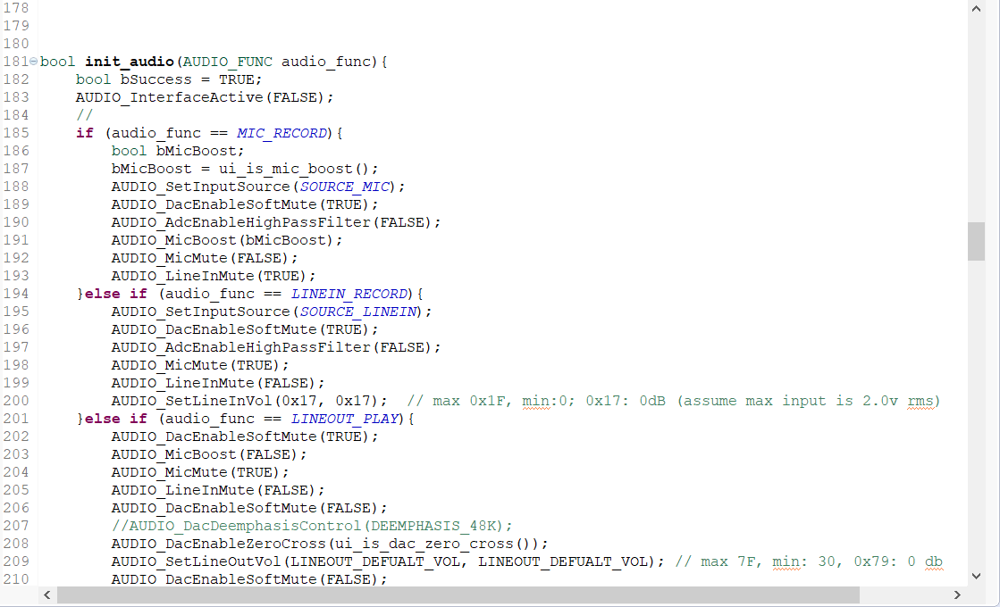 178
179
180
181 bool init_audio(AUDIO_FUNC audio_func){
182     bool bSuccess = TRUE;
183     AUDIO_InterfaceActive(FALSE);
184     //
185     if (audio_func == MIC_RECORD){
186         bool bMicBoost;
187         bMicBoost = ui_is_mic_boost();
188         AUDIO_SetInputSource(SOURCE_MIC);
189         AUDIO_DacEnableSoftMute(TRUE);
190         AUDIO_AdcEnableHighPassFilter(FALSE);
191         AUDIO_MicBoost(bMicBoost);
192         AUDIO_MicMute(FALSE);
193         AUDIO_LineInMute(TRUE);
194     }else if (audio_func == LINEIN_RECORD){
195         AUDIO_SetInputSource(SOURCE_LINEIN);
196         AUDIO_DacEnableSoftMute(TRUE);
197         AUDIO_AdcEnableHighPassFilter(FALSE);
198         AUDIO_MicMute(TRUE);
199         AUDIO_LineInMute(FALSE);
200         AUDIO_SetLineInVol(0x17, 0x17);  // max 0x1F, min:0; 0x17: 0dB (assume max input is 2.0v rms)
201     }else if (audio_func == LINEOUT_PLAY){
202         AUDIO_DacEnableSoftMute(TRUE);
203         AUDIO_MicBoost(FALSE);
204         AUDIO_MicMute(TRUE);
205         AUDIO_LineInMute(FALSE);
206         AUDIO_DacEnableSoftMute(FALSE);
207         //AUDIO_DacDeemphasisControl(DEEMPHASIS_48K);
208         AUDIO_DacEnableZeroCross(ui_is_dac_zero_cross());
209         AUDIO_SetLineOutVol(LINEOUT_DEFUALT_VOL, LINEOUT_DEFUALT_VOL); // max 7F, min: 30, 0x79: 0 db
210         AUDIO_DacEnableSoftMute(FALSE);